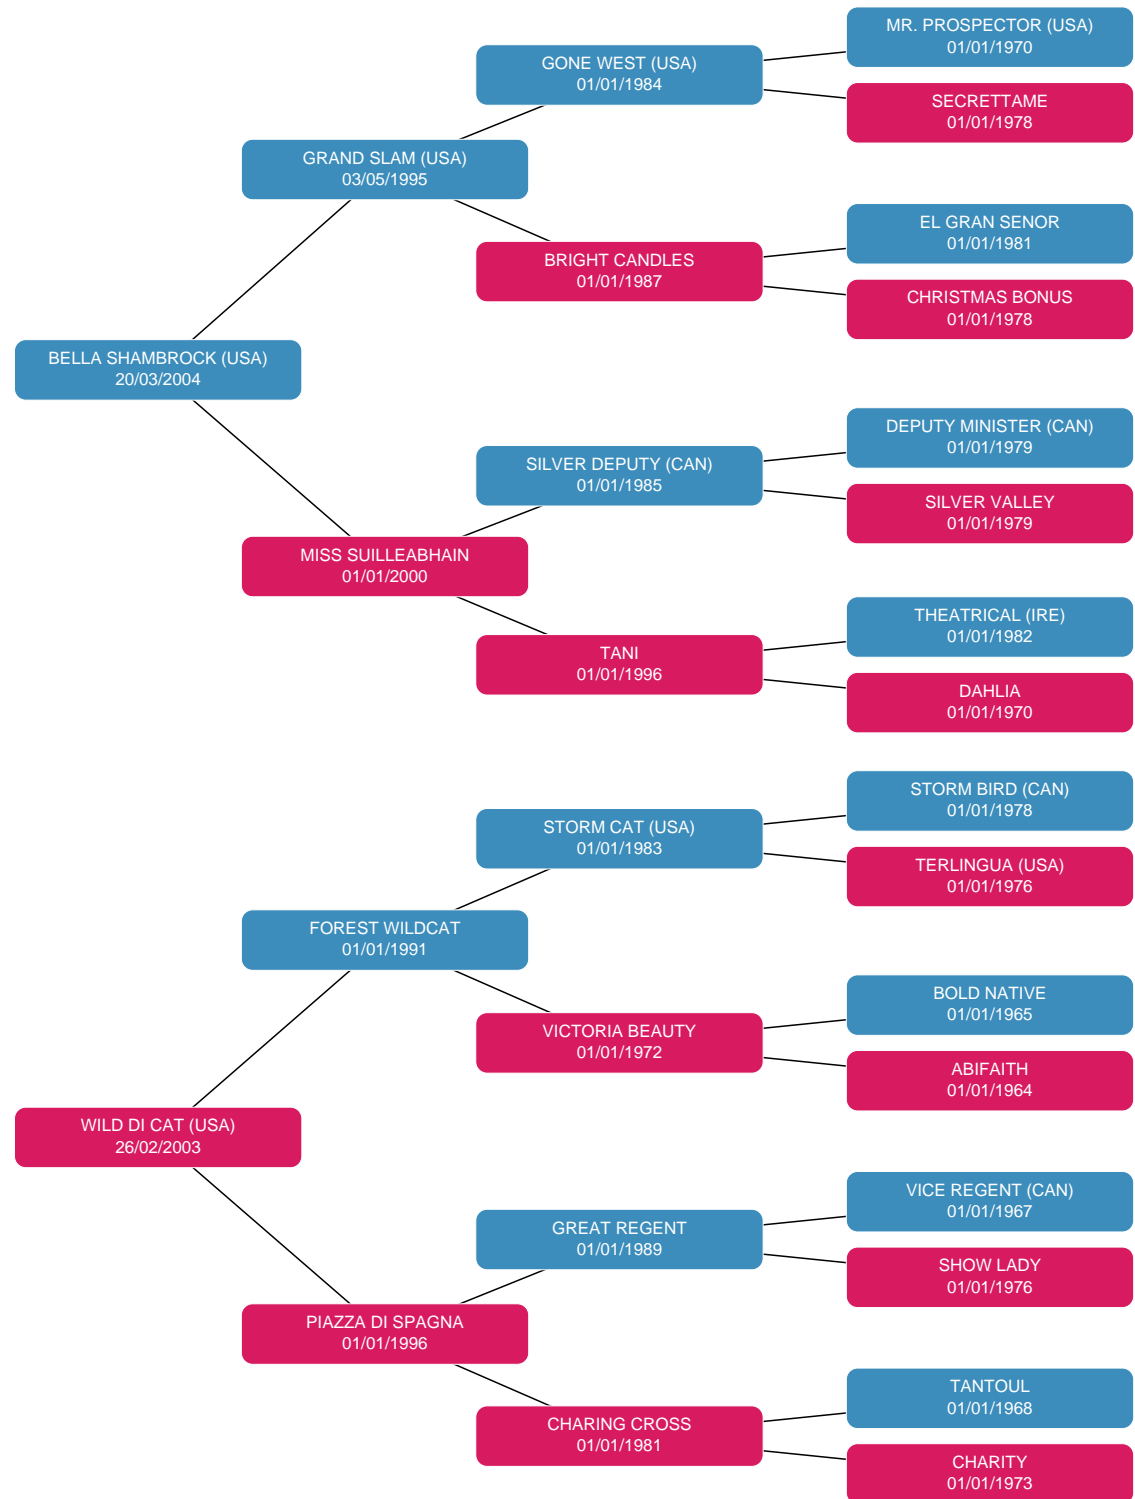 MR. PROSPECTOR (USA)
01/01/1970
GONE WEST (USA)
01/01/1984
SECRETTAME
01/01/1978
GRAND SLAM (USA)
03/05/1995
EL GRAN SENOR
01/01/1981
BRIGHT CANDLES
01/01/1987
CHRISTMAS BONUS
01/01/1978
BELLA SHAMBROCK (USA)
20/03/2004
DEPUTY MINISTER (CAN)
01/01/1979
SILVER DEPUTY (CAN)
01/01/1985
SILVER VALLEY
01/01/1979
MISS SUILLEABHAIN
01/01/2000
THEATRICAL (IRE)
01/01/1982
TANI
01/01/1996
DAHLIA
01/01/1970
STORM BIRD (CAN)
01/01/1978
STORM CAT (USA)
01/01/1983
TERLINGUA (USA)
01/01/1976
FOREST WILDCAT
01/01/1991
BOLD NATIVE
01/01/1965
VICTORIA BEAUTY
01/01/1972
ABIFAITH
01/01/1964
WILD DI CAT (USA)
26/02/2003
VICE REGENT (CAN)
01/01/1967
GREAT REGENT
01/01/1989
SHOW LADY
01/01/1976
PIAZZA DI SPAGNA
01/01/1996
TANTOUL
01/01/1968
CHARING CROSS
01/01/1981
CHARITY
01/01/1973